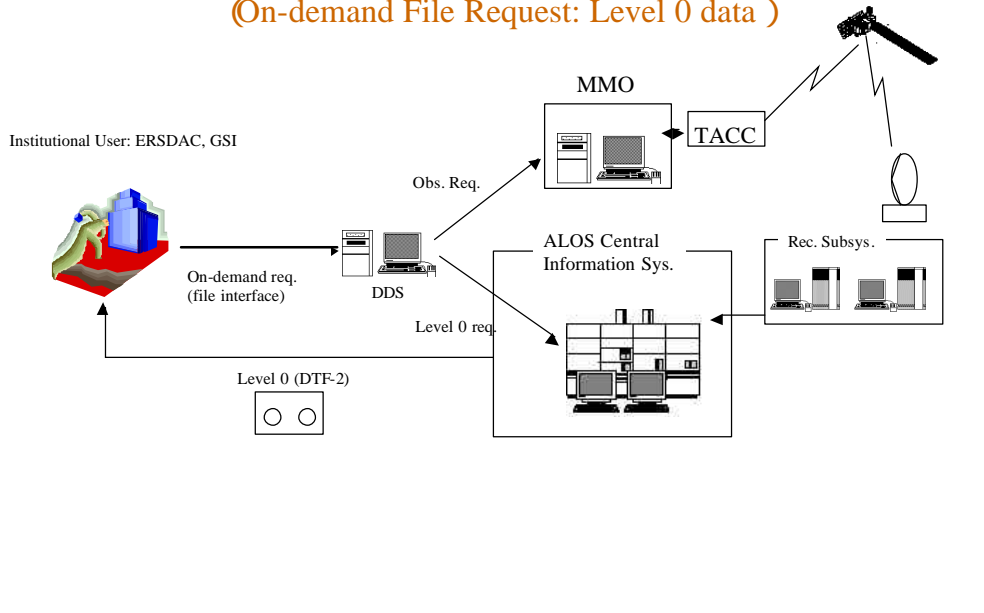 (On-demand File Request: Level 0 data )
MMO
TACC
Institutional User: ERSDAC, GSI
Obs. Req.
ALOS Central
Information Sys.
Rec. Subsys.
On-demand req.
(file interface)
DDS
Level 0 req.
Level 0 (DTF-2)